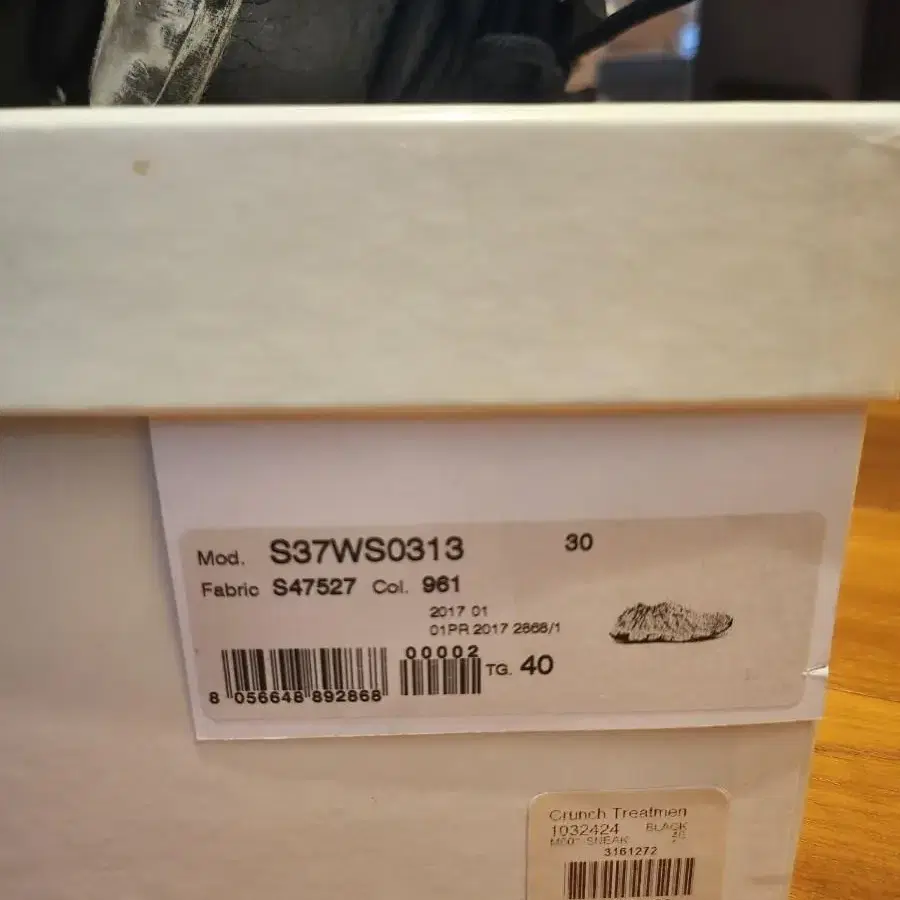 Mod. S37WS0313 30
Fabric S47527 Col. 961
2017 01
01PR 2017 2868/1
00002
8 056648 892868
TG. 40
Crunch Treatmen
1032424 BLACK
SNEAK
3161272